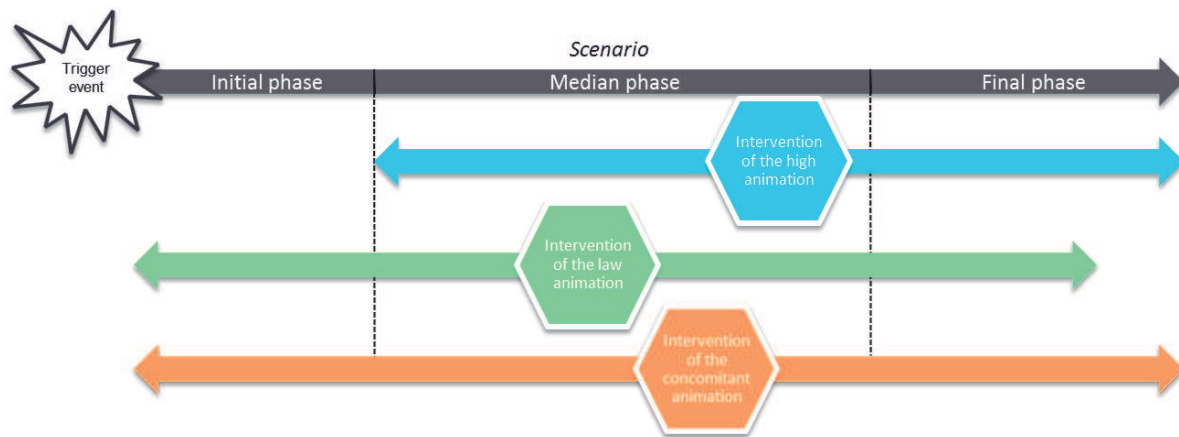 Scenario
Trigger
event
Initial phase
Median phase
Final phase
Intervention
of the high
animation
Intervention
of the law
animation
Intervention
of the
concomitant
animation